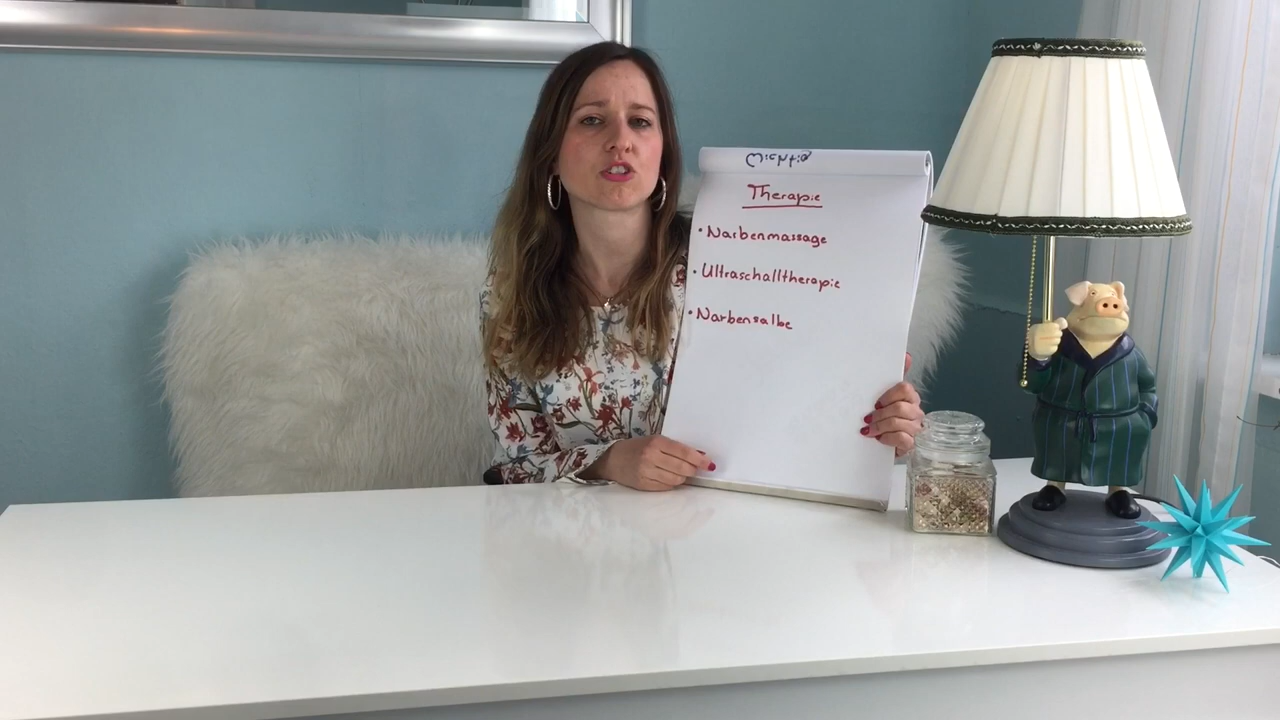 Therapie
• Narbenmassage
• Ultraschalltherapie
• Narbensalbe